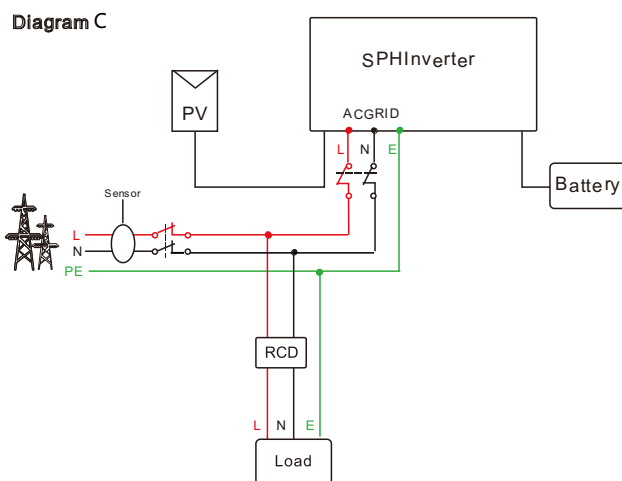 Diagram C
SPHInverter
PV
ACGRID
L N E
Battery
Sensor
L
N
PE
RCD
L N E
Load